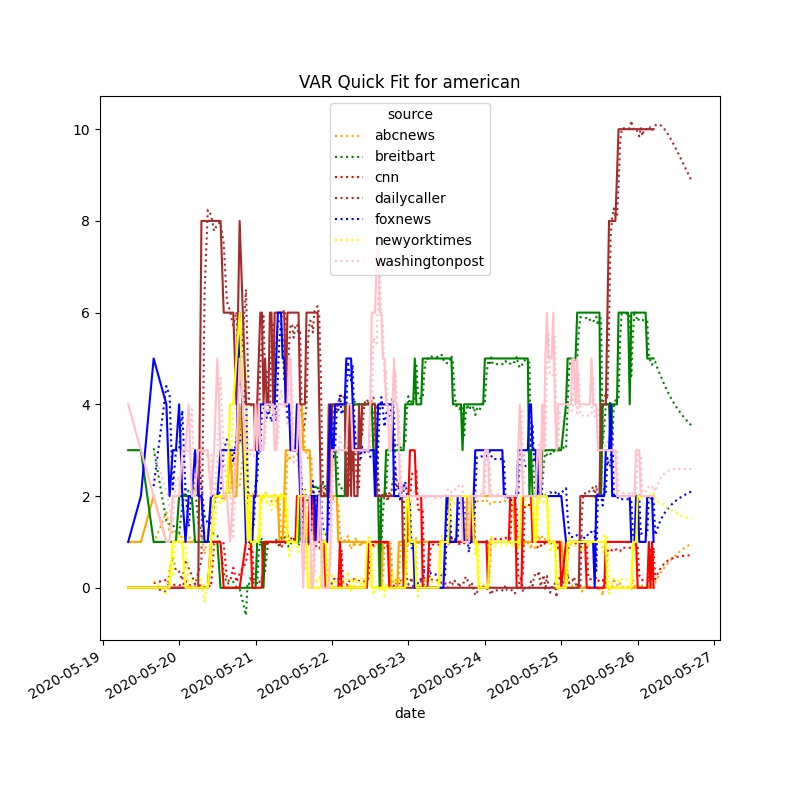 VAR Quick Fit for american
source
abcnews
breitbart
cnn
dailycaller
foxnews
newyorktimes
washingtonpost
10
8
6
4
2
0
2020-05-19
2020-05-20
2020-05-21
2020-05-22
2020-05-23
2020-05-24
2020-05-25
2020-05-26
2020-05-27
date